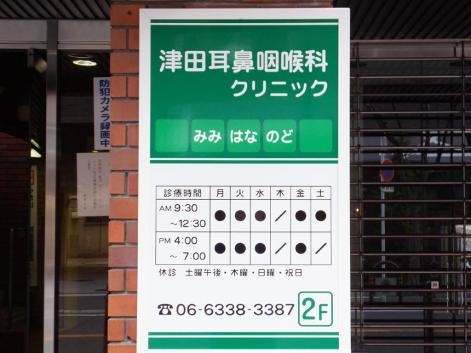 津田耳鼻咽喉科
クリニック
みみ はな のど
診療時間 月 火 水 木 金 土
AM 9:30 ～12:30 ● ● ● ／ ● ●
PM 4:00 ～ 7:00 ● ● ● ／ ● ／
休診 土曜午後・木曜・日曜・祝日
☎06-6338-3387 2F
防犯カメラ録画中